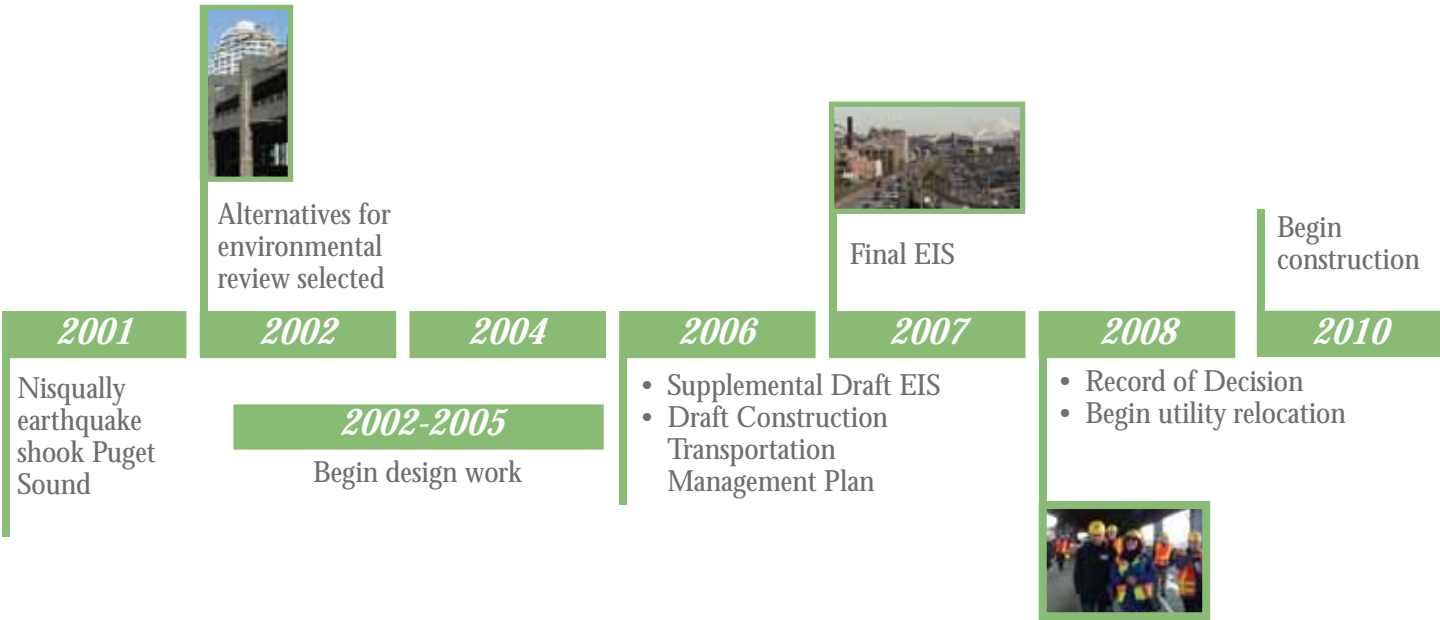 Alternatives for
environmental
review selected
Final EIS
Begin
construction
2001
2002
2004
2006
2007
2008
2010
Nisqually
earthquake
shook Puget
Sound
2002-2005
Begin design work
• Supplemental Draft EIS
• Draft Construction
Transportation
Management Plan
• Record of Decision
• Begin utility relocation